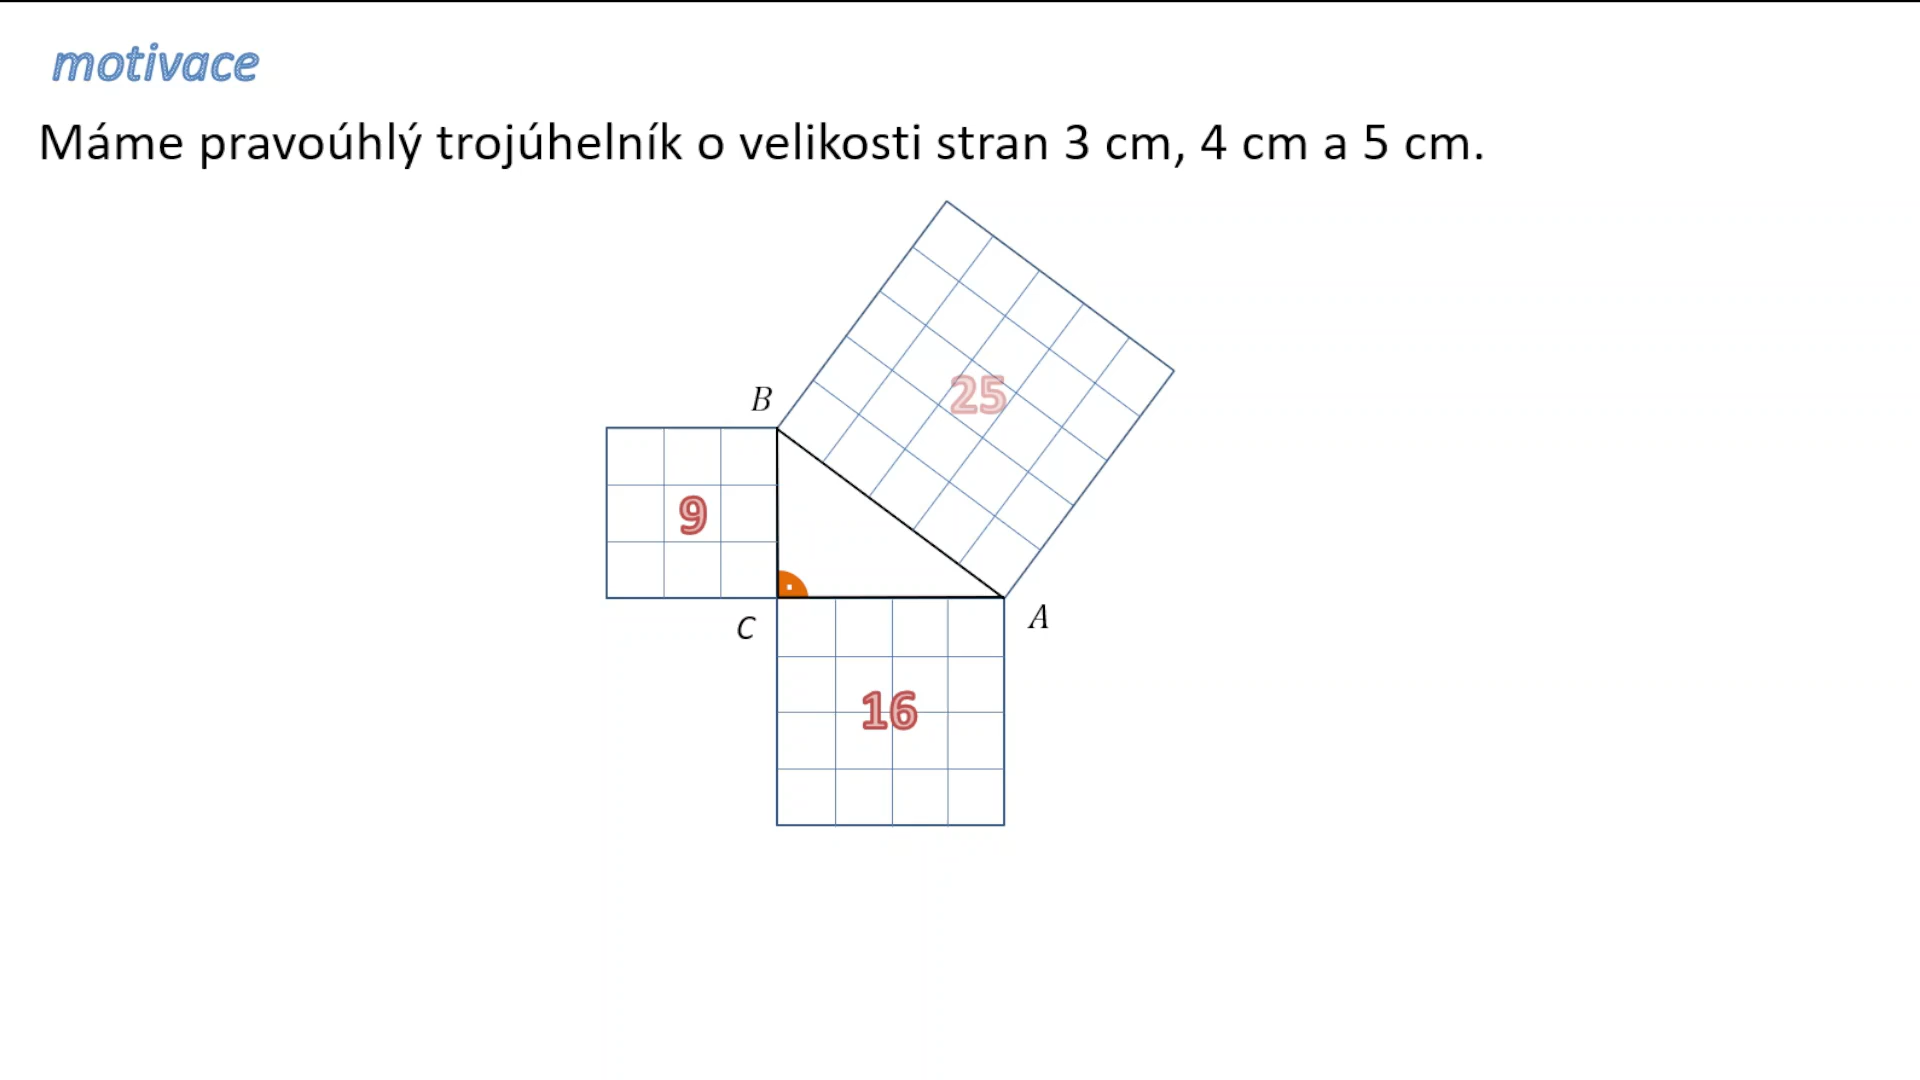 motivace
Máme pravoúhlý trojúhelník o velikosti stran 3 cm, 4 cm a 5 cm.
25
B
9
C
A
16